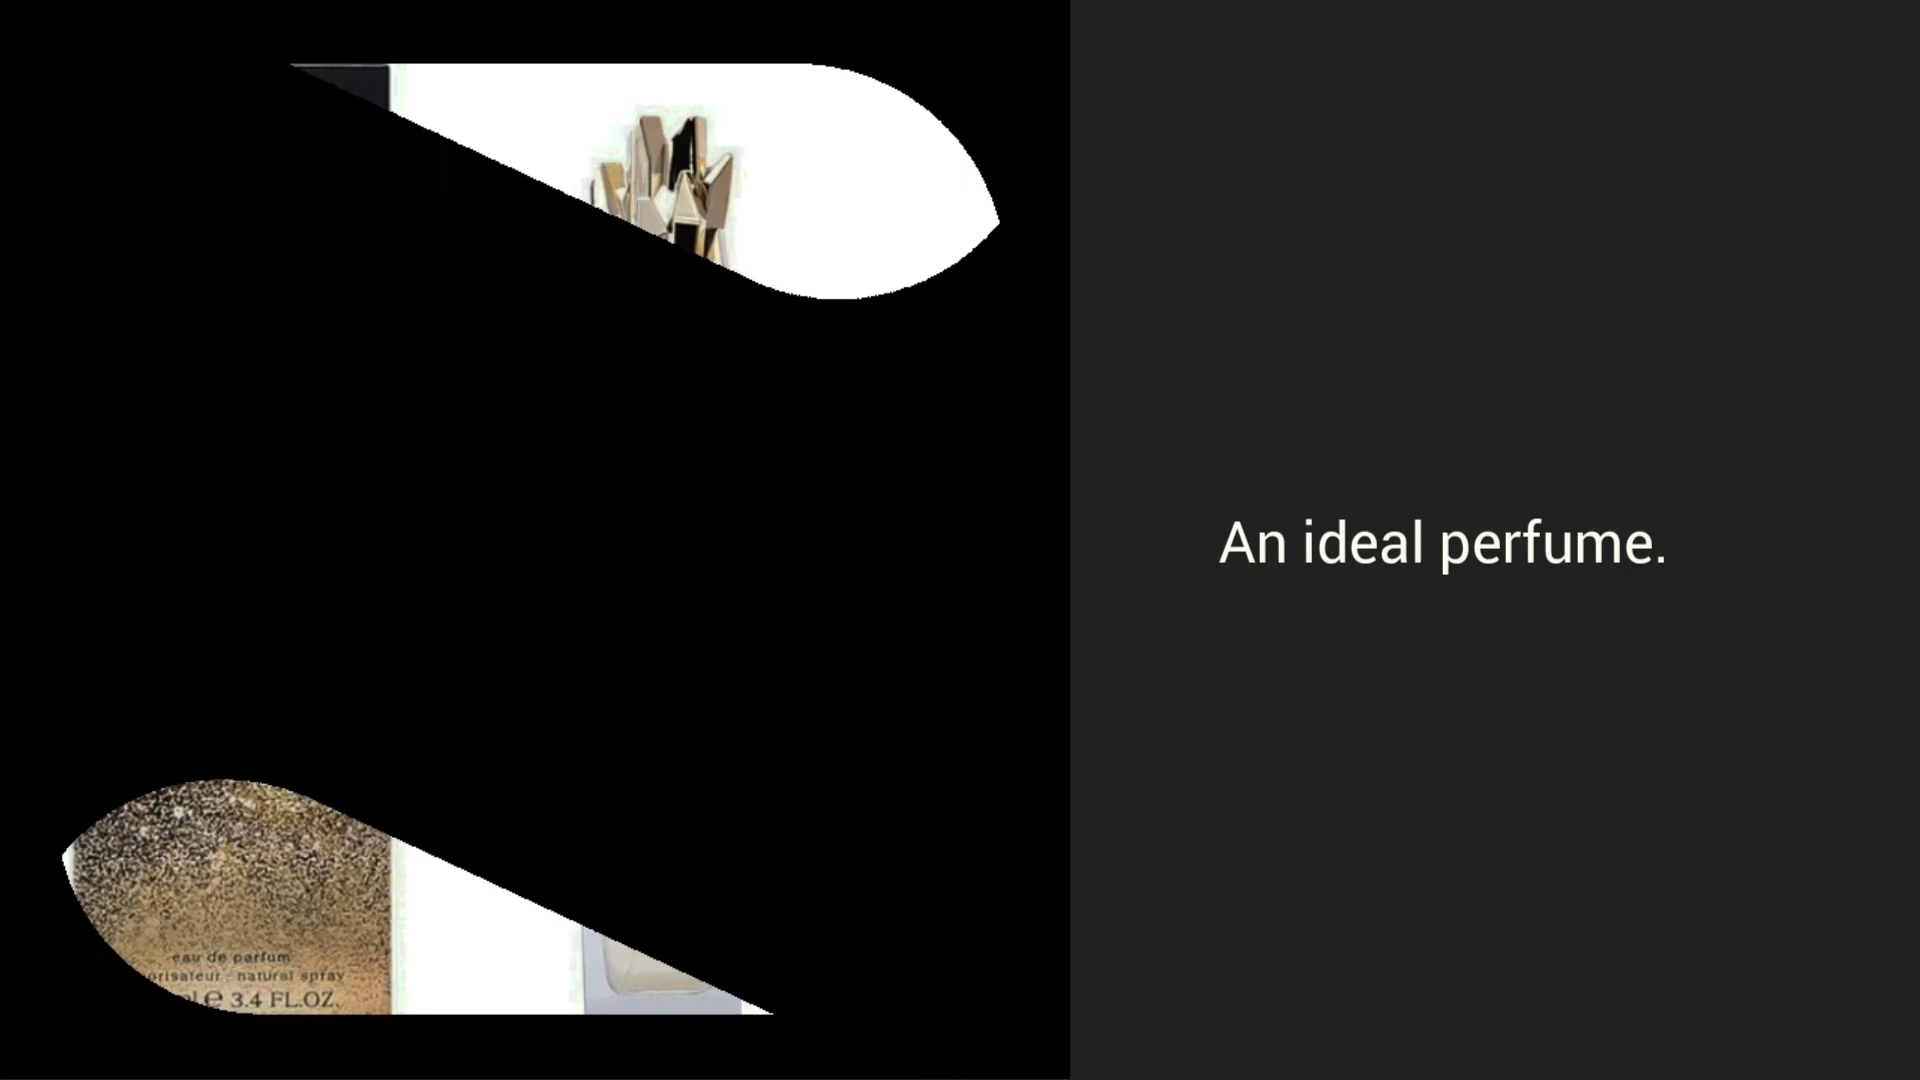 An ideal perfume.
eau de parfum
natural spray
e 3.4 FL.OZ.